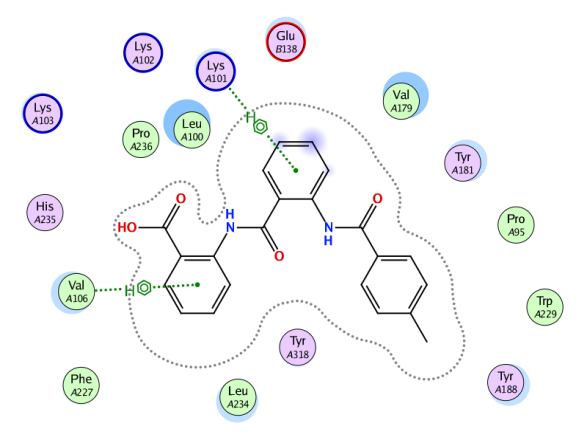 Glu
B138
Lys
A102
Lys
A101
Val
A179
Lys
A103
Leu
A100
Pro
A236
H
Tyr
A181
His
A235
O
HO
H
N
O
Pro
A95
N
H
O
Val
A106
H
Trp
A229
Tyr
A318
Phe
A227
Leu
A234
Tyr
A188